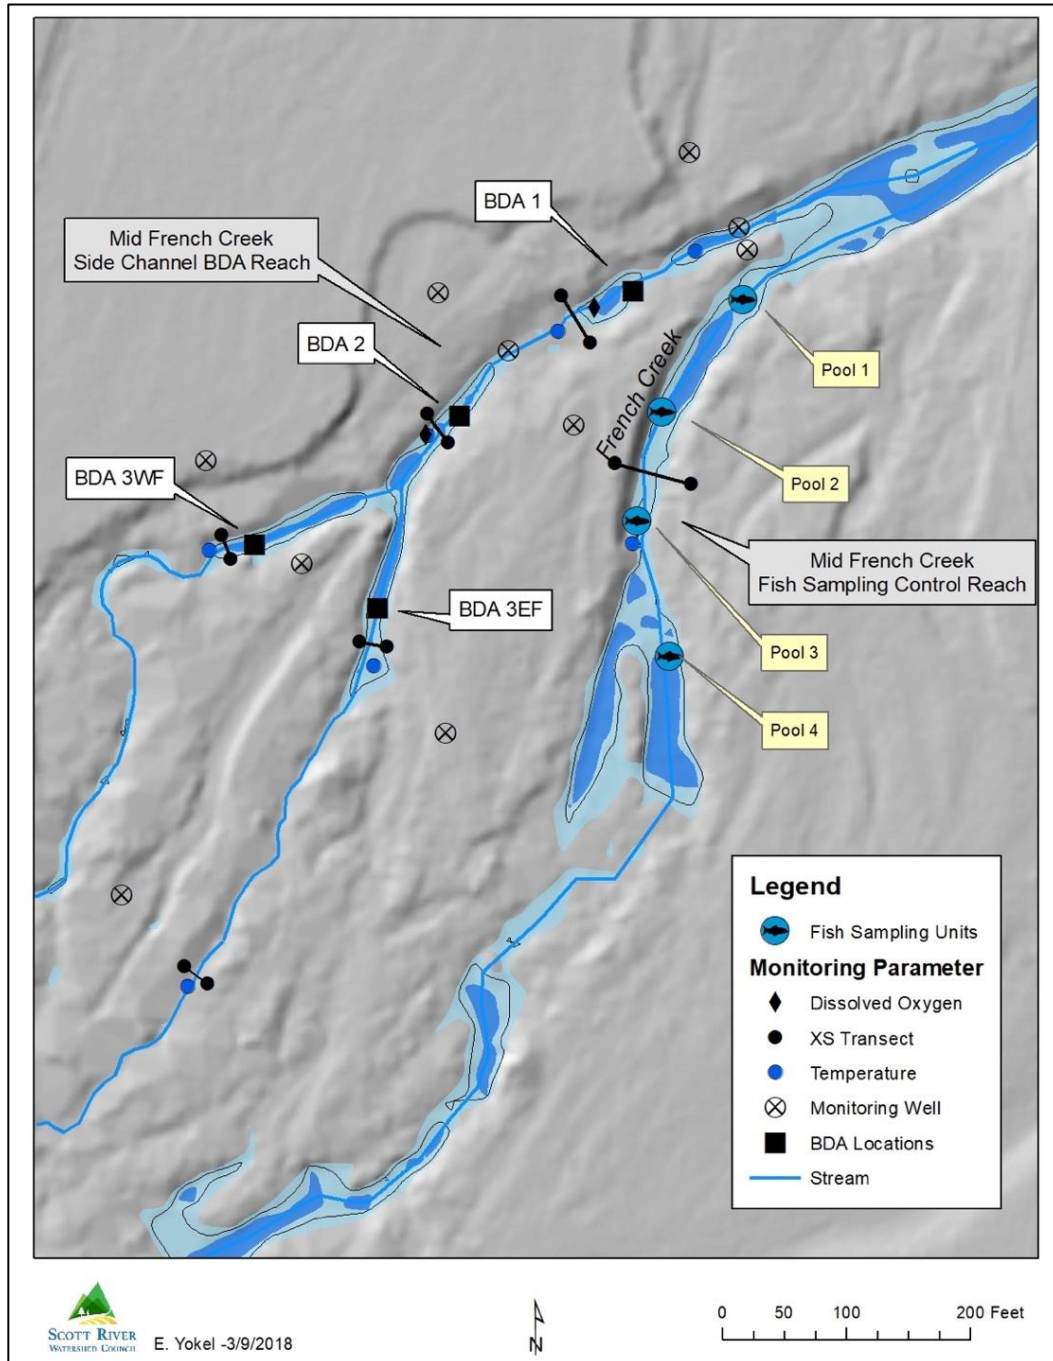 BDA 1
Mid French Creek
Side Channel BDA Reach
BDA 2
French Creek
Pool 1
BDA 3WF
Pool 2
Mid French Creek
Fish Sampling Control Reach
BDA 3EF
Pool 3
Pool 4
Legend
Fish Sampling Units
Monitoring Parameter
Dissolved Oxygen
XS Transect
Temperature
Monitoring Well
BDA Locations
Stream
SCOTT RIVER
WATERSHED COUNCIL
E. Yokel -3/9/2018
N
0 50 100 200 Feet